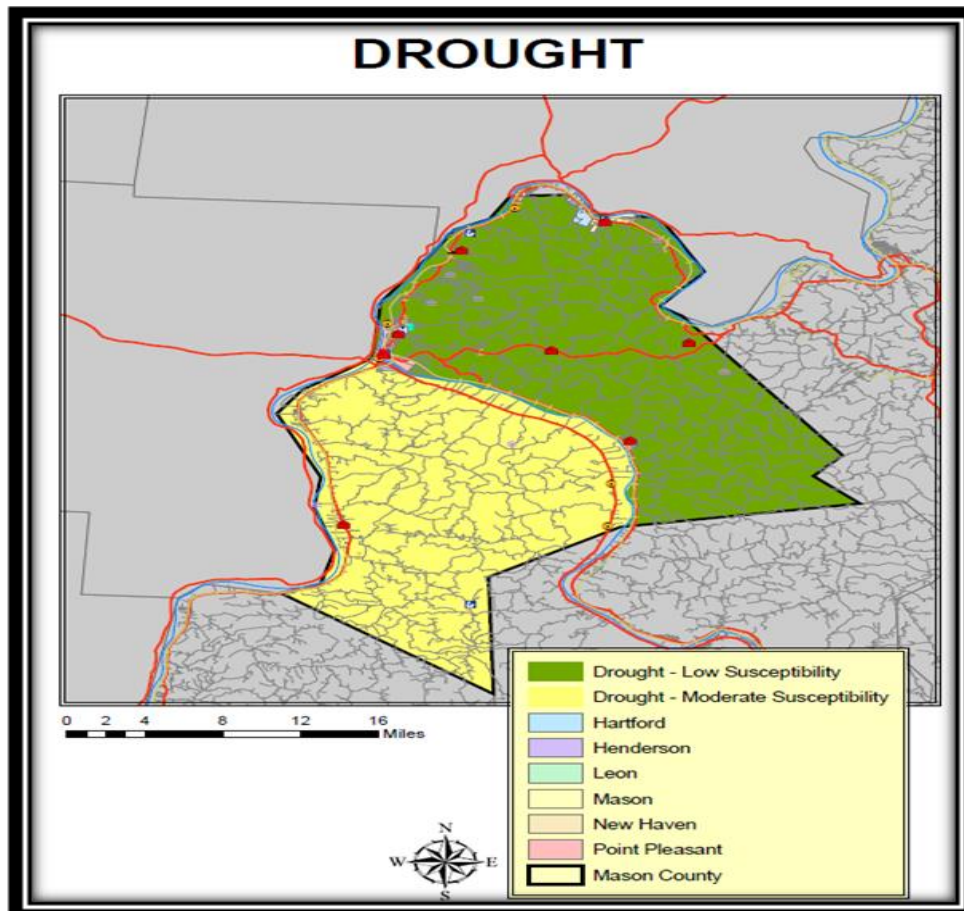 DROUGHT
0 2 4 8 12 16
Miles
Drought - Low Susceptibility
Drought - Moderate Susceptibility
Hartford
Henderson
Leon
Mason
New Haven
Point Pleasant
Mason County
N
W E
S